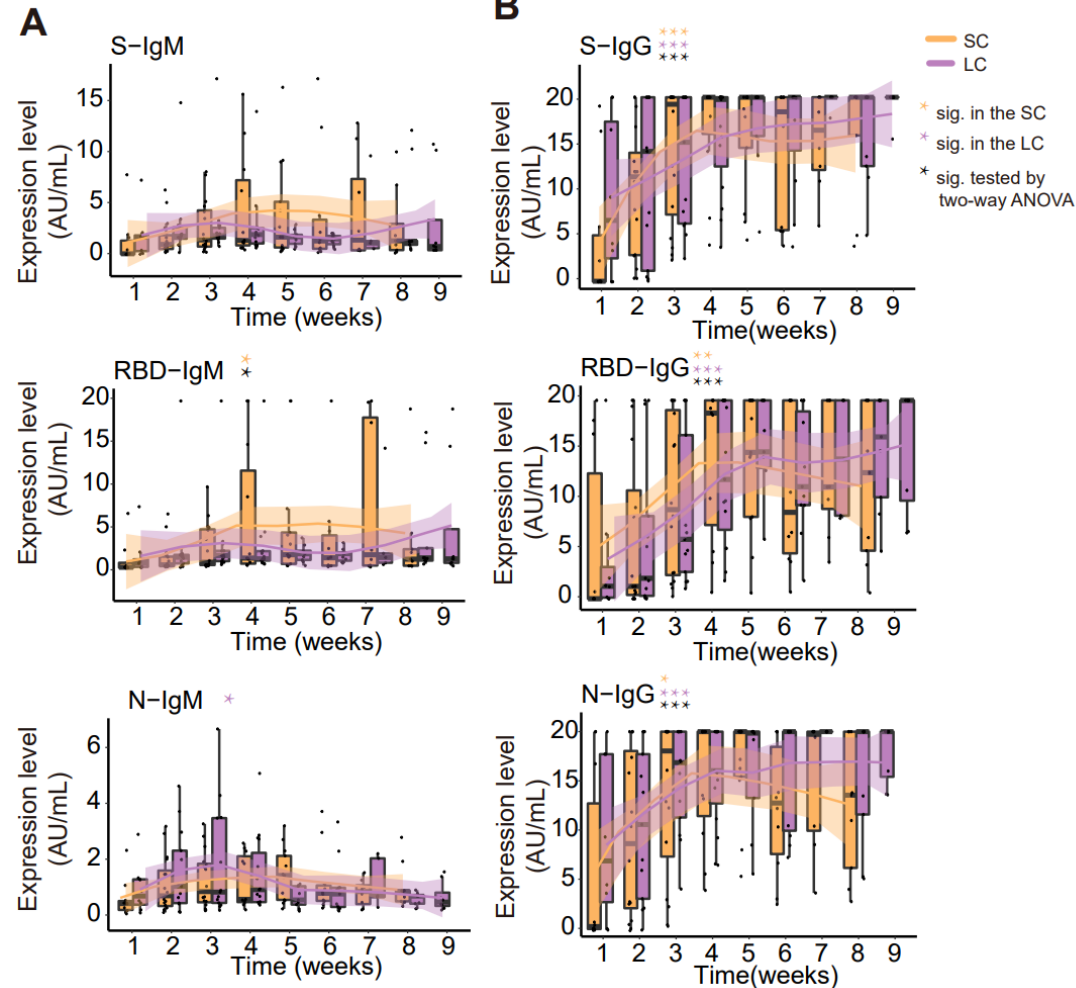 A
S−IgM
Expression level
(AU/mL)
15
10
5
0
1 2 3 4 5 6 7 8 9
Time (weeks)
RBD−IgM
*
*
Expression level
(AU/mL)
20
15
10
5
0
1 2 3 4 5 6 7 8 9
Time (weeks)
N−IgM *
Expression level
(AU/mL)
6
4
2
0
1 2 3 4 5 6 7 8 9
Time (weeks)
B
S−IgG
***
***
***
Expression level
(AU/mL)
20
15
10
5
0
1 2 3 4 5 6 7 8 9
Time(weeks)
RBD−IgG
**
***
***
Expression level
(AU/mL)
20
15
10
5
0
1 2 3 4 5 6 7 8 9
Time(weeks)
N−IgG
*
***
***
Expression level
(AU/mL)
20
15
10
5
0
1 2 3 4 5 6 7 8 9
Time(weeks)
SC
LC
* sig. in the SC
* sig. in the LC
* sig. tested by
two-way ANOVA